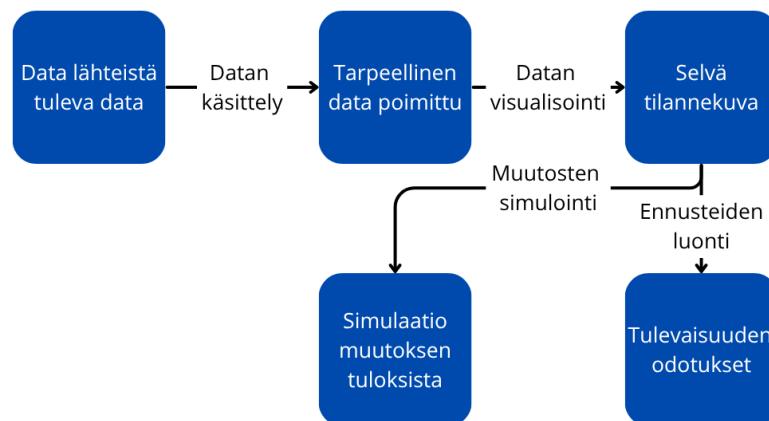 Data lähteistä
tuleva data
Datan
käsittely
Tarpeellinen
data poimittu
Datan
visualisointi
Selvä
tilannekuva
Muutosten
simulointi
Ennusteiden
luonti
Simulaatio
muutoksen
tuloksista
Tulevaisuuden
odotukset